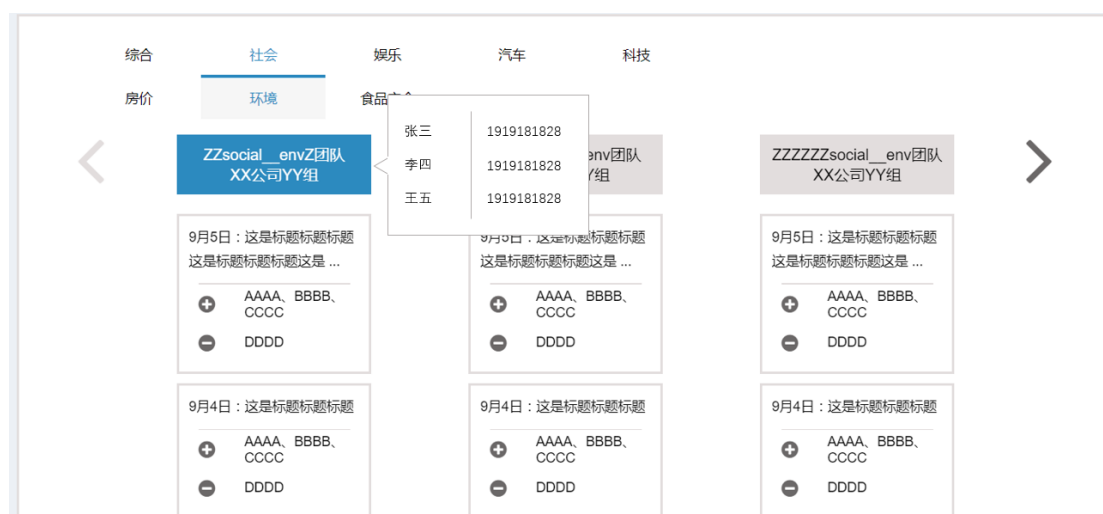 综合 社会 娱乐 汽车 科技
房价 环境 食品
张三 1919181828
李四 1919181828
王五 1919181828
ZZsocial__envZ团队
XX公司YY组
env团队
Y组
ZZZZZZsocial__env团队
XX公司YY组
9月5日：这是标题标题标题
这是标题标题标题这是 ...
AAAA、BBBB、
CCCC
DDDD
9月5日：这是标题标题标题
这是标题标题标题这是 ...
AAAA、BBBB、
CCCC
DDDD
9月5日：这是标题标题标题
这是标题标题标题这是 ...
AAAA、BBBB、
CCCC
DDDD
9月4日：这是标题标题标题
AAAA、BBBB、
CCCC
DDDD
9月4日：这是标题标题标题
AAAA、BBBB、
CCCC
DDDD
9月4日：这是标题标题标题
AAAA、BBBB、
CCCC
DDDD